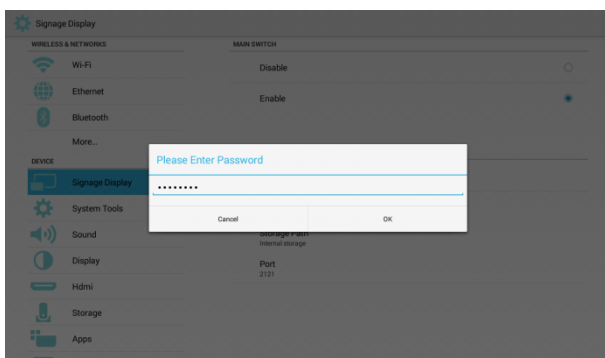 Signage Display
WIRELESS & NETWORKS
Wi-Fi
Ethernet
Bluetooth
More...
DEVICE
Signage Display
System Tools
Sound
Display
Hdmi
Storage
Apps
MAIN SWITCH
Disable
Enable
Please Enter Password
••••••••
Cancel
OK
Storage Path
Internal storage
Port
2121